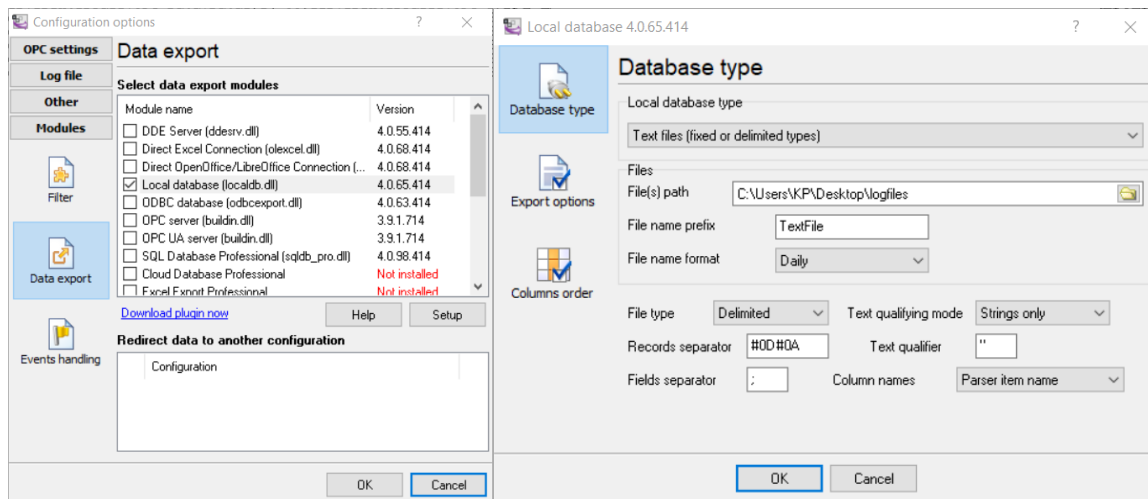 Configuration options
OPC settings
Log file
Other
Modules
Filter
Data export
Events handling
Data export
Select data export modules
Module name Version
DDE Server (ddesrv.dll) 4.0.55.414
Direct Excel Connection (olexcel.dll) 4.0.68.414
Direct OpenOffice/LibreOffice Connection (... 4.0.68.414
Local database (localdb.dll) 4.0.65.414
ODBC database (odbcexport.dll) 4.0.63.414
OPC server (buildin.dll) 3.9.1.714
OPC UA server (buildin.dll) 3.9.1.714
SQL Database Professional (sqldb_pro.dll) 4.0.98.414
Cloud Database Professional Not installed
Excel Export Professional Not installed
Download plugin now
Help Setup
Redirect data to another configuration
Configuration
OK Cancel
Local database 4.0.65.414
Database type
Export options
Columns order
Database type
Local database type
Text files (fixed or delimited types)
Files
File(s) path C:\Users\KP\Desktop\logfiles
File name prefix TextFile
File name format Daily
File type Delimited Text qualifying mode Strings only
Records separator #0D#0A Text qualifier "
Fields separator ; Column names Parser item name
OK Cancel